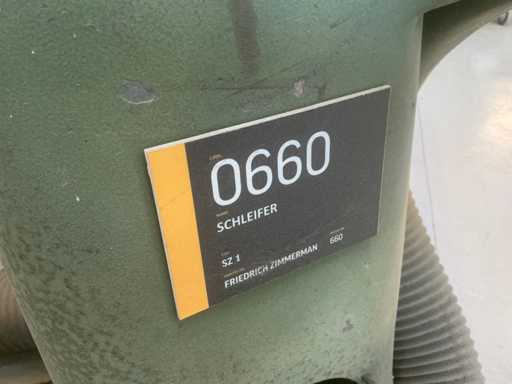 0660
SCHLEIFER
SZ 1
FRIEDRICH ZIMMERMAN
660